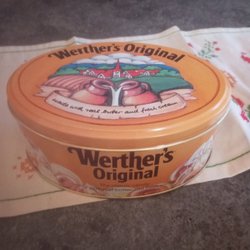 Werther's Original
made with real butter and fresh cream
Werther's
Original